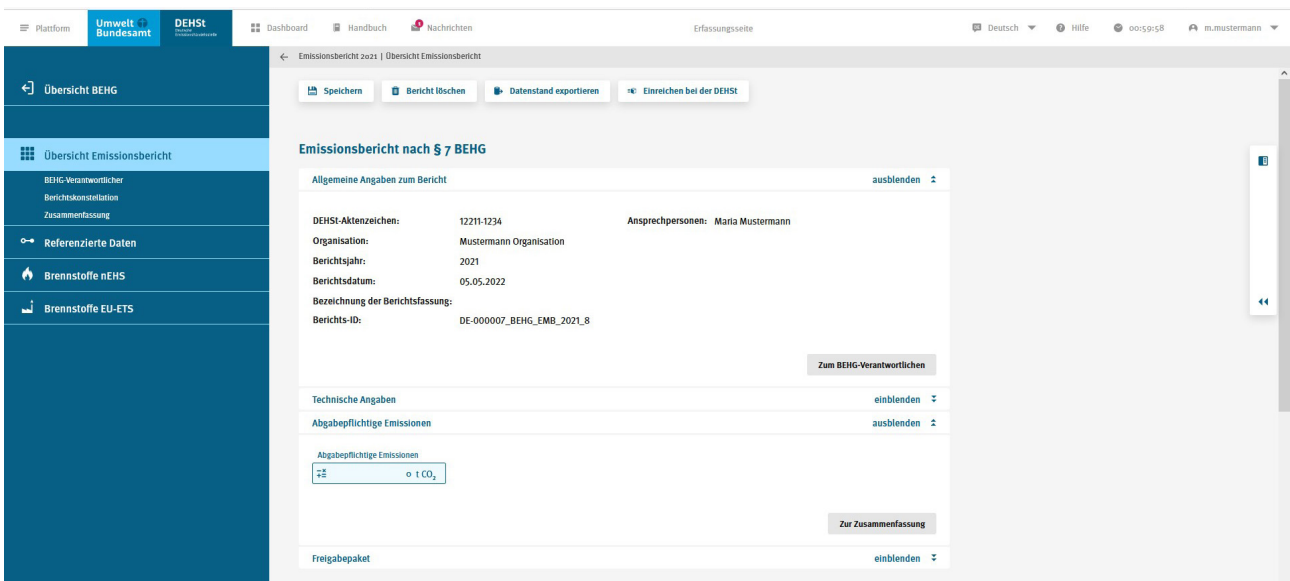 Plattform
Umwelt
Bundesamt
DEHSt
Deutsche
Emissionshandelsstelle
Dashboard
Handbuch
Nachrichten
Erfassungsseite
Deutsch
Hilfe
00:59:58
m.mustermann
Emissionsbericht 2021 | Übersicht Emissionsbericht
Übersicht BEHG
Übersicht Emissionsbericht
BEHG-Verantwortlicher
Berichtskonstellation
Zusammenfassung
Referenzierte Daten
Brennstoffe nEHS
Brennstoffe EU-ETS
Speichern
Bericht löschen
Datenstand exportieren
Einreichen bei der DEHSt
Emissionsbericht nach § 7 BEHG
Allgemeine Angaben zum Bericht ausblenden
DEHSt-Aktenzeichen: 12211-1234 Ansprechpersonen: Maria Mustermann
Organisation: Mustermann Organisation
Berichtsjahr: 2021
Berichtsdatum: 05.05.2022
Bezeichnung der Berichtsfassung:
Berichts-ID: DE-000007_BEHG_EMB_2021_8
Zum BEHG-Verantwortlichen
Technische Angaben einblenden
Abgabepflichtige Emissionen ausblenden
Abgabepflichtige Emissionen
0 t CO₂
Zur Zusammenfassung
Freigabepaket einblenden